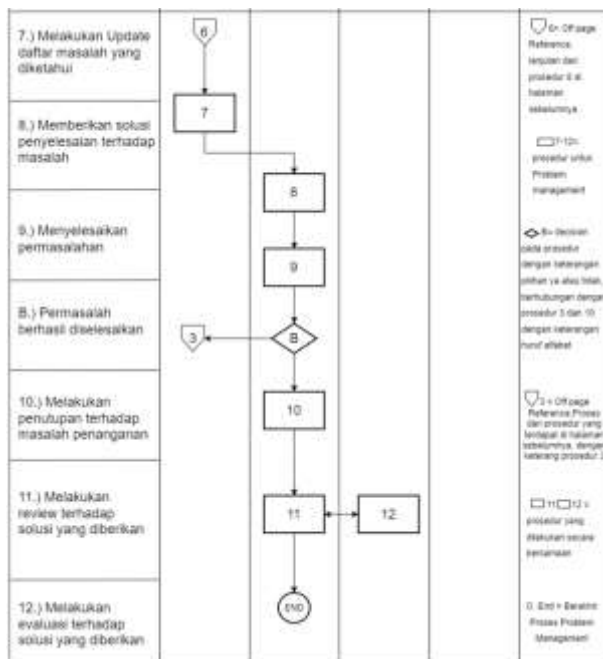 7.) Melakukan Update
daftar masalah yang
diketahui
8.) Memberikan solusi
penyelesaian terhadap
masalah
9.) Menyelesaikan
permasalahan
B.) Permasalah
berhasil diselesaikan
10.) Melakukan
penutupan terhadap
masalah penanganan
11.) Melakukan
review terhadap
solusi yang diberikan
12.) Melakukan
evaluasi terhadap
solusi yang diberikan
6
7
8
9
3
B
10
11
12
END
6= Off page
Reference,
lanjutan dari
prosedur 6 di
halaman
sebelumnya
7-12=
procedur untuk
Problem
management
B= decision
pada prosedur
dengan keterangan
pilihan ya atau tidak,
berhubungan dengan
prosedur 3 dan 10
dengan keterangan
huruf alfabet
3 = Off page
Reference,Proses
dari prosedur yang
terdapat di halaman
sebelumnya, dengan
keterang prosedur 3
11 12 =
procedur yang
dilakukan secara
bersamaan
End = Berakhir
Proses Problem
Management